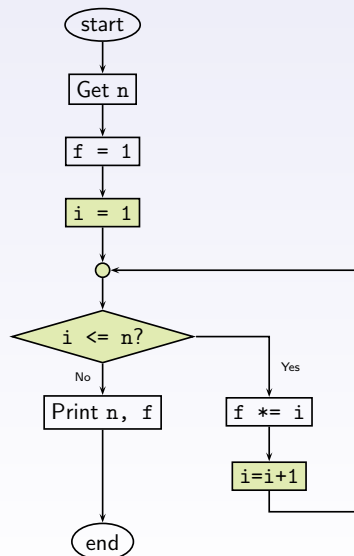 start
Get n
f = 1
i = 1
i <= n?
Yes
No
Print n, f
f *= i
i=i+1
end